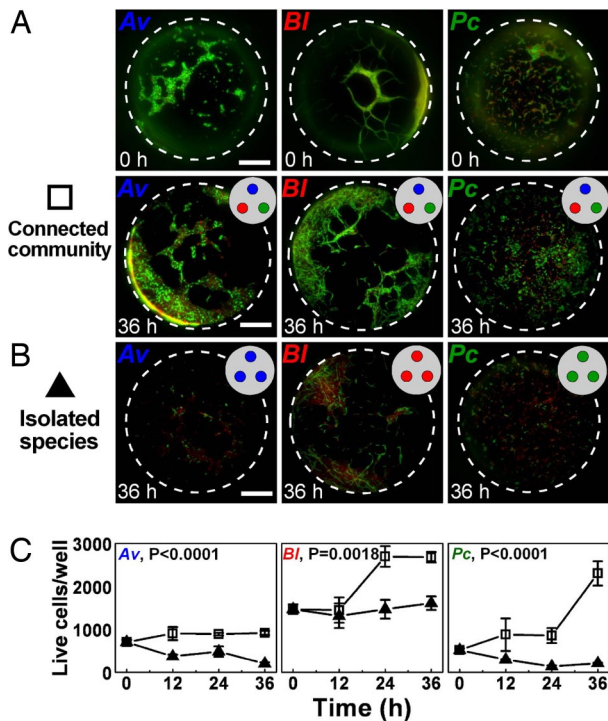 A
Av
Bl
Pc
0 h
0 h
0 h
Connected
community
Av
Bl
Pc
36 h
36 h
36 h
B
Isolated
species
Av
Bl
Pc
36 h
36 h
36 h
C
Live cells/well
3000
2000
1000
0
Av, P<0.0001
Bl, P=0.0018
Pc, P<0.0001
0 12 24 36
0 12 24 36
0 12 24 36
Time (h)